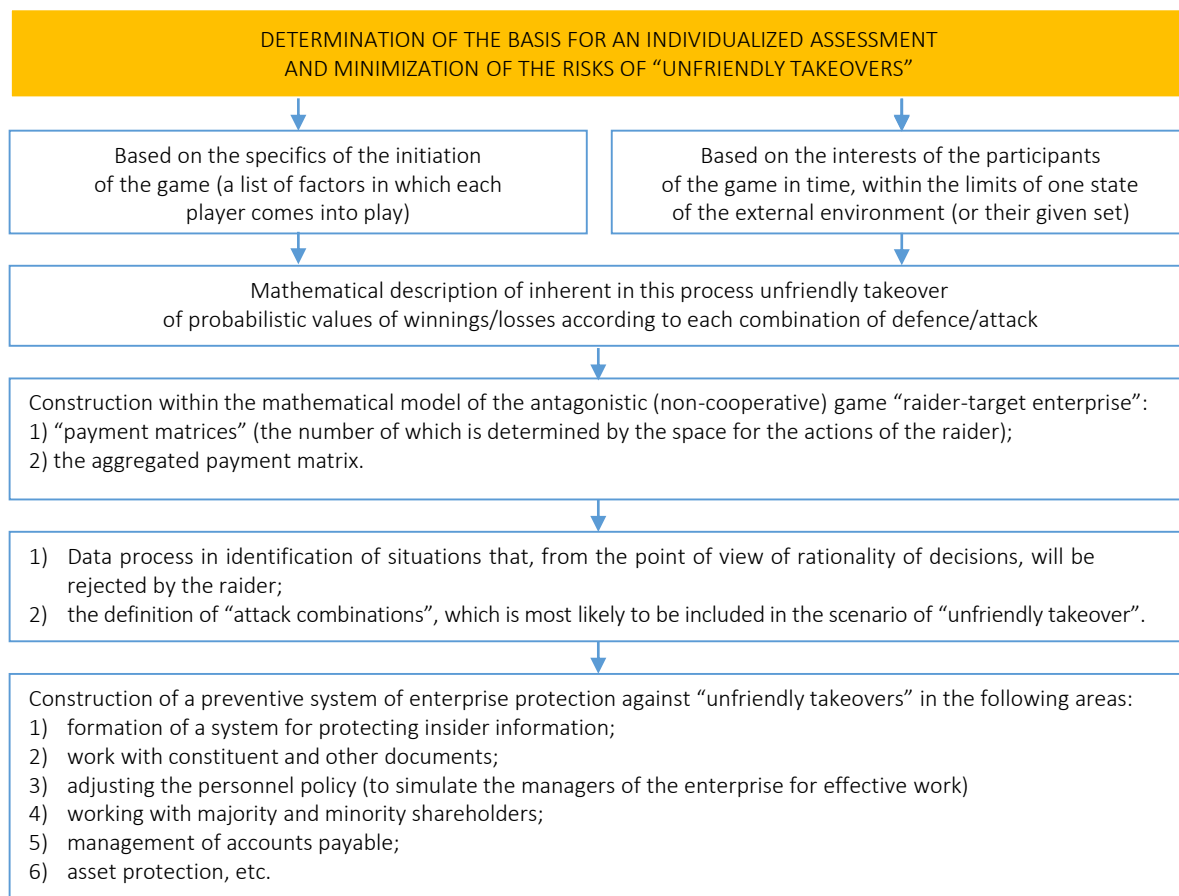 DETERMINATION OF THE BASIS FOR AN INDIVIDUALIZED ASSESSMENT
AND MINIMIZATION OF THE RISKS OF “UNFRIENDLY TAKEOVERS”
Based on the specifics of the initiation
of the game (a list of factors in which each
player comes into play)
Based on the interests of the participants
of the game in time, within the limits of one state
of the external environment (or their given set)
Mathematical description of inherent in this process unfriendly takeover
of probabilistic values of winnings/losses according to each combination of defence/attack
Construction within the mathematical model of the antagonistic (non-cooperative) game “raider-target enterprise”:
1) “payment matrices” (the number of which is determined by the space for the actions of the raider);
2) the aggregated payment matrix.
1) Data process in identification of situations that, from the point of view of rationality of decisions, will be
rejected by the raider;
2) the definition of “attack combinations”, which is most likely to be included in the scenario of “unfriendly takeover”.
Construction of a preventive system of enterprise protection against “unfriendly takeovers” in the following areas:
1) formation of a system for protecting insider information;
2) work with constituent and other documents;
3) adjusting the personnel policy (to simulate the managers of the enterprise for effective work)
4) working with majority and minority shareholders;
5) management of accounts payable;
6) asset protection, etc.